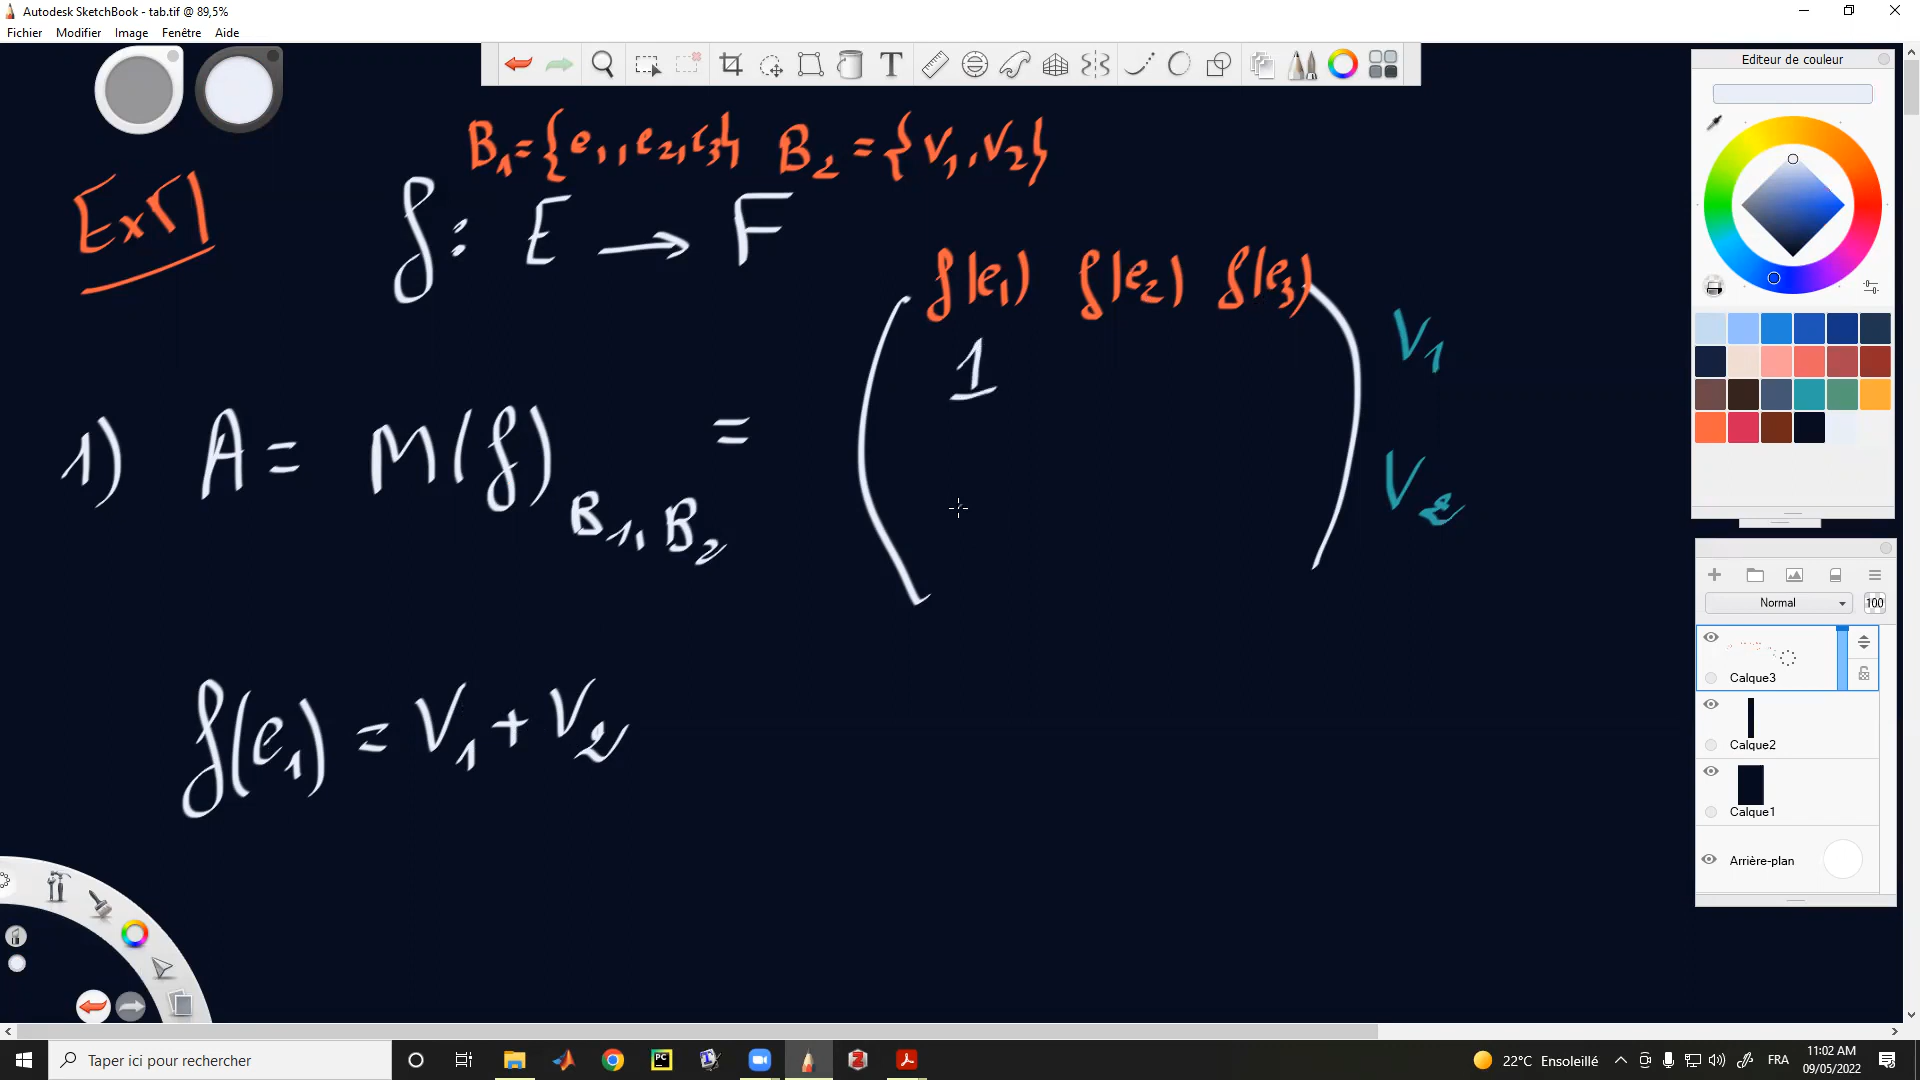 Autodesk SketchBook - tab.tif @ 89,5%
Fichier Modifier Image Fenêtre Aide
Editeur de couleur
B₁={e₁,e₂,e₃} B₂={V₁,V₂}
Ex1
f: E → F
f(e₁) f(e₂) f(e₃)
1 V₁
1) A = M(f) B₁,B₂ = (
V₂
f(e₁) = V₁ + V₂
Normal 100
Calque3
Calque2
Calque1
Arrière-plan
Taper ici pour rechercher
PC
22°C Ensoleillé
FRA
11:02 AM
09/05/2022